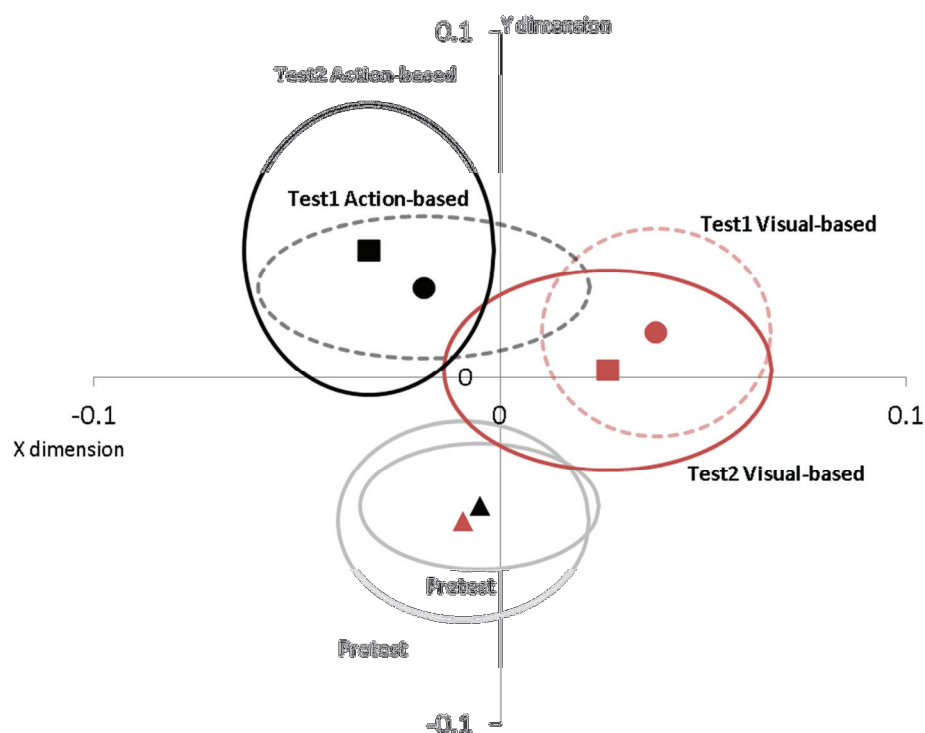 0.1
Y dimension
Test2 Action-based
Test1 Action-based
Test1 Visual-based
0
-0.1
0
0.1
X dimension
Test2 Visual-based
Pretest
Pretest
-0.1